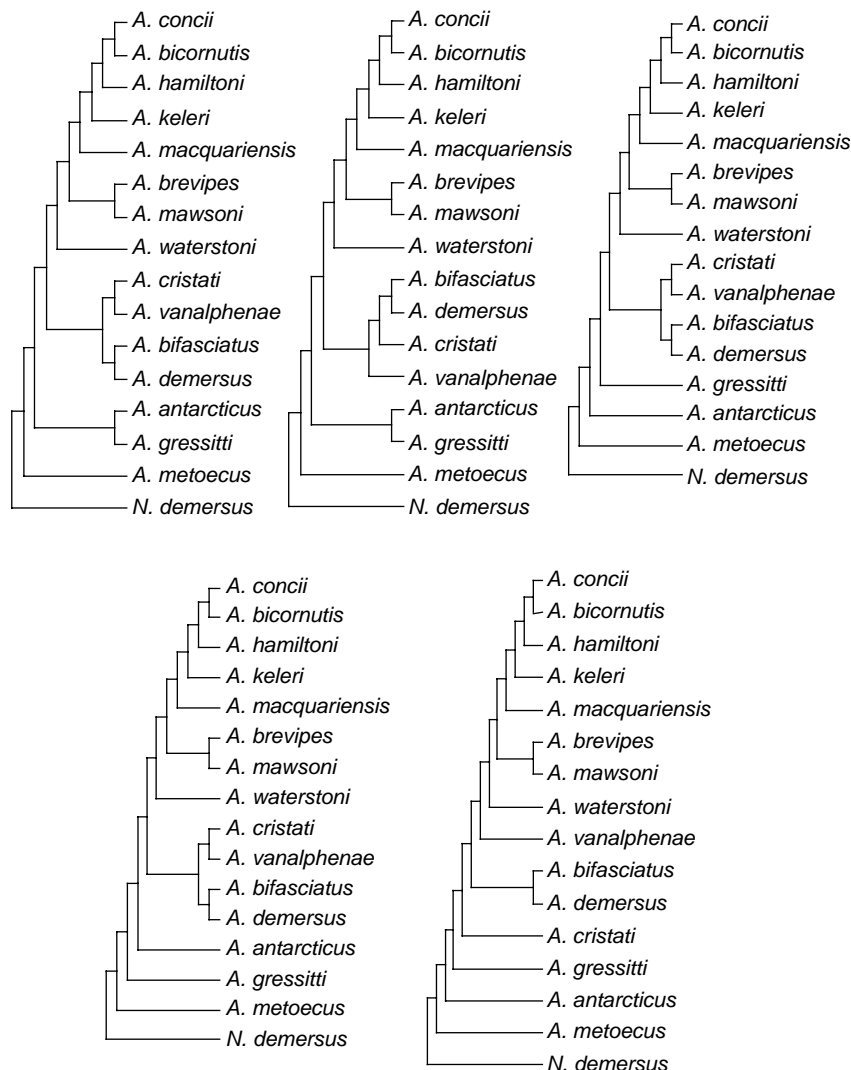 A. concii
A. bicornutis
A. hamiltoni
A. keleri
A. macquariensis
A. brevipes
A. mawsoni
A. waterstoni
A. cristati
A. vanalphenae
A. bifasciatus
A. demersus
A. antarcticus
A. gressitti
A. metoecus
N. demersus
A. concii
A. bicornutis
A. hamiltoni
A. keleri
A. macquariensis
A. brevipes
A. mawsoni
A. waterstoni
A. bifasciatus
A. demersus
A. cristati
A. vanalphenae
A. antarcticus
A. gressitti
A. metoecus
N. demersus
A. concii
A. bicornutis
A. hamiltoni
A. keleri
A. macquariensis
A. brevipes
A. mawsoni
A. waterstoni
A. cristati
A. vanalphenae
A. bifasciatus
A. demersus
A. gressitti
A. antarcticus
A. metoecus
N. demersus
A. concii
A. bicornutis
A. hamiltoni
A. keleri
A. macquariensis
A. brevipes
A. mawsoni
A. waterstoni
A. cristati
A. vanalphenae
A. bifasciatus
A. demersus
A. antarcticus
A. gressitti
A. metoecus
N. demersus
A. concii
A. bicornutis
A. hamiltoni
A. keleri
A. macquariensis
A. brevipes
A. mawsoni
A. waterstoni
A. vanalphenae
A. bifasciatus
A. demersus
A. cristati
A. gressitti
A. antarcticus
A. metoecus
N. demersus